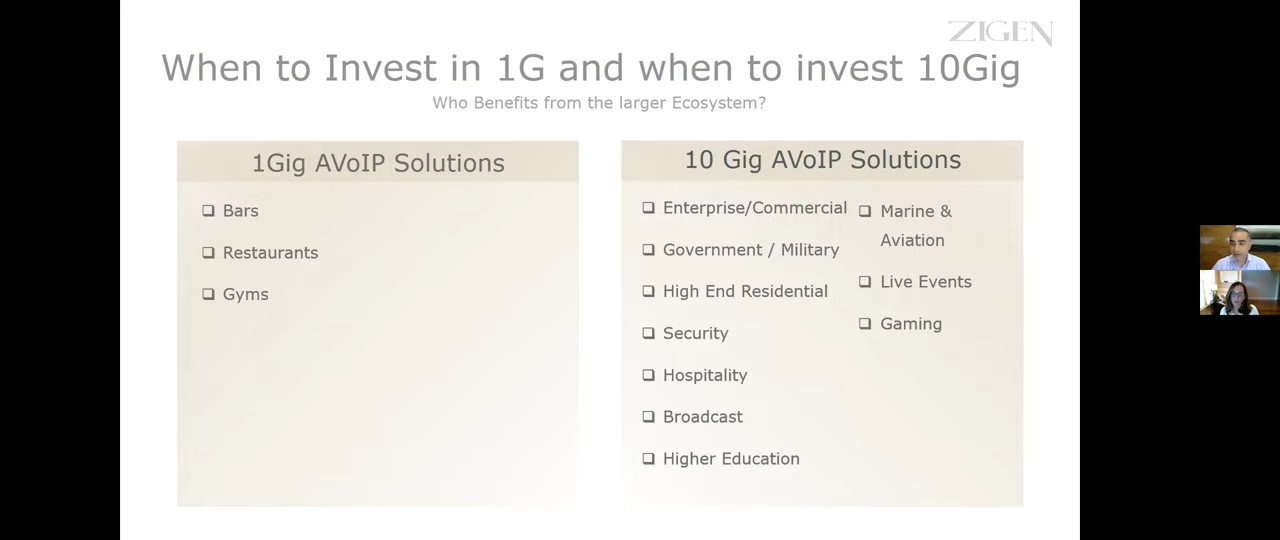 ZIGEN
When to Invest in 1G and when to invest 10Gig
Who Benefits from the larger Ecosystem?
1Gig AVoIP Solutions
Bars
Restaurants
Gyms
10 Gig AVoIP Solutions
Enterprise/Commercial
Government / Military
High End Residential
Security
Hospitality
Broadcast
Higher Education
Marine &
Aviation
Live Events
Gaming